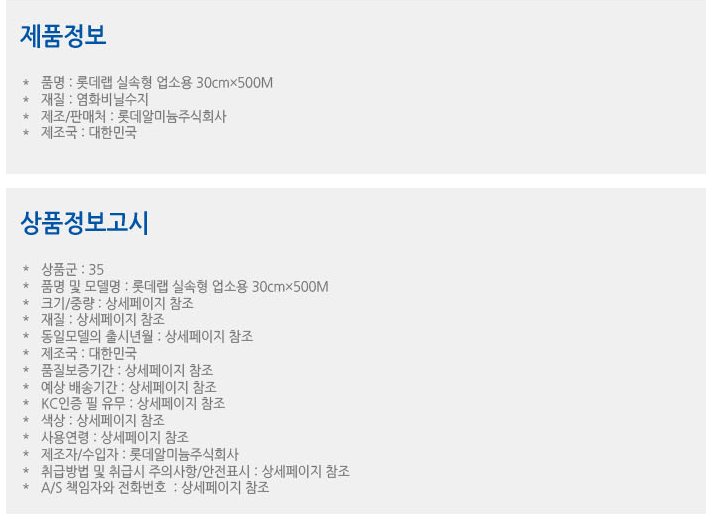 제품정보
* 품명 : 롯데랩 실속형 업소용 30cm×500M
* 재질 : 염화비닐수지
* 제조/판매처 : 롯데알미늄주식회사
* 제조국 : 대한민국
상품정보고시
* 상품군 : 35
* 품명 및 모델명 : 롯데랩 실속형 업소용 30cm×500M
* 크기/중량 : 상세페이지 참조
* 재질 : 상세페이지 참조
* 동일모델의 출시년월 : 상세페이지 참조
* 제조국 : 대한민국
* 품질보증기간 : 상세페이지 참조
* 예상 배송기간 : 상세페이지 참조
* KC인증 필 유무 : 상세페이지 참조
* 색상 : 상세페이지 참조
* 사용연령 : 상세페이지 참조
* 제조자/수입자 : 롯데알미늄주식회사
* 취급방법 및 취급시 주의사항/안전표시 : 상세페이지 참조
* A/S 책임자와 전화번호 : 상세페이지 참조